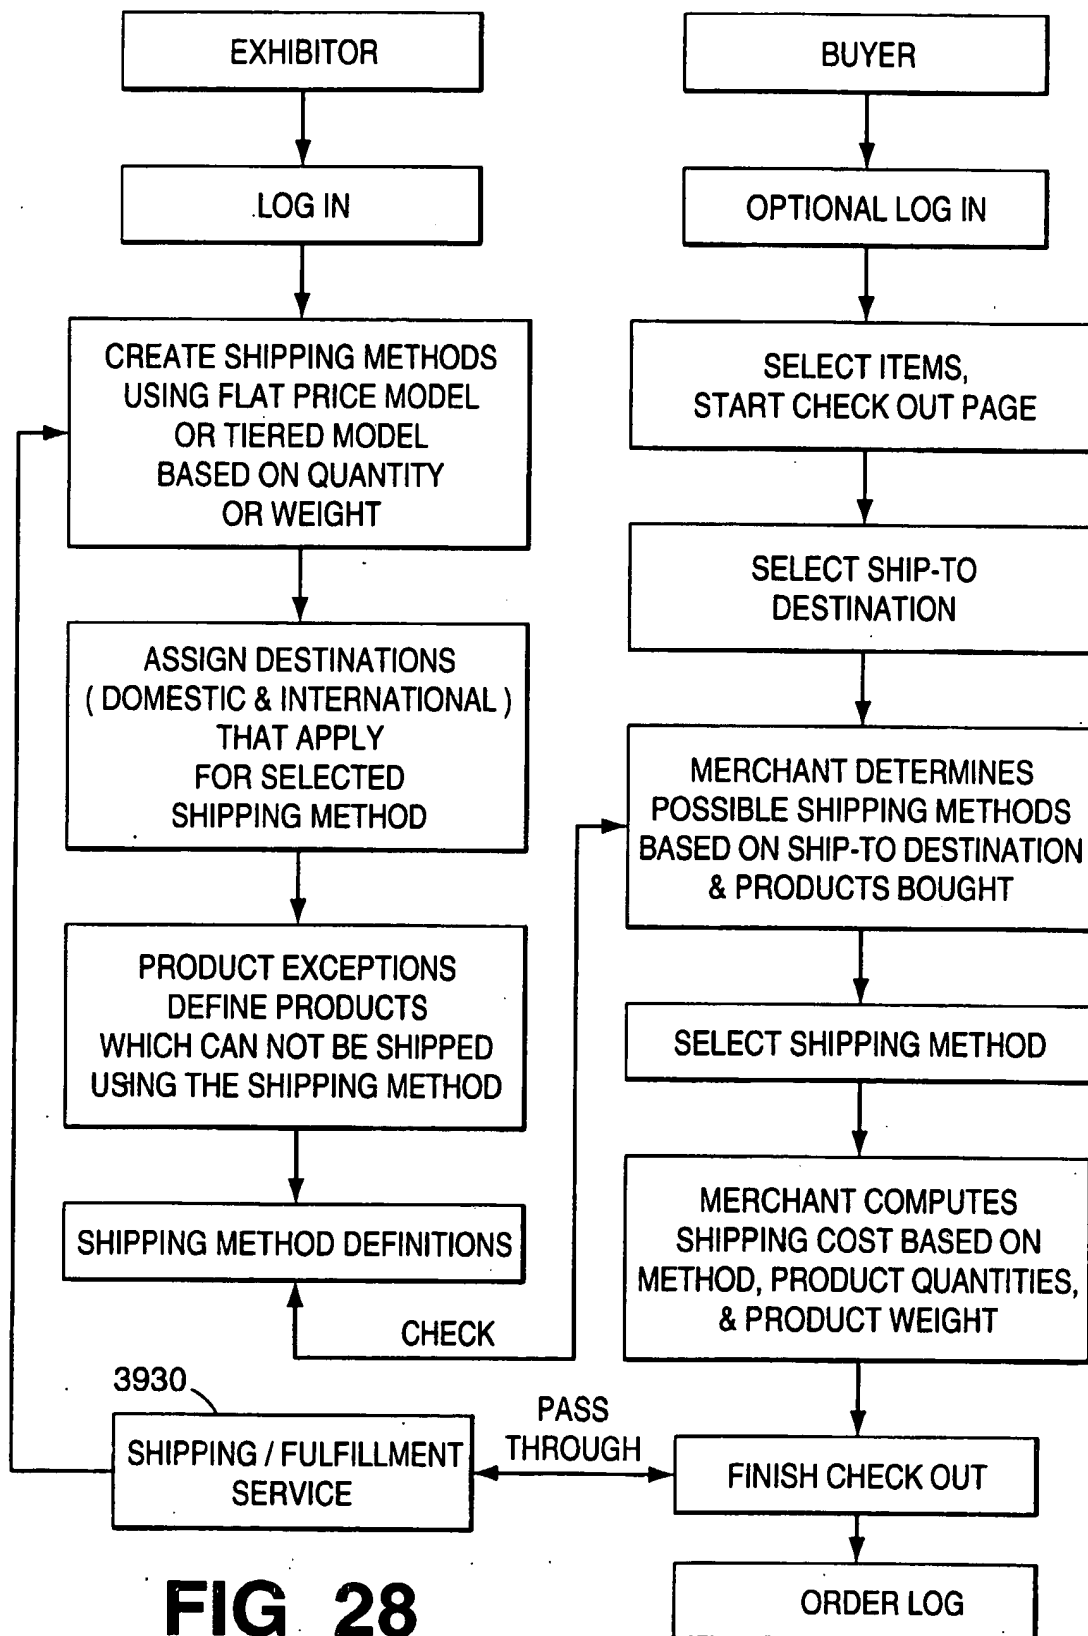 EXHIBITOR
LOG IN
CREATE SHIPPING METHODS
USING FLAT PRICE MODEL
OR TIERED MODEL
BASED ON QUANTITY
OR WEIGHT
ASSIGN DESTINATIONS
( DOMESTIC & INTERNATIONAL )
THAT APPLY
FOR SELECTED
SHIPPING METHOD
PRODUCT EXCEPTIONS
DEFINE PRODUCTS
WHICH CAN NOT BE SHIPPED
USING THE SHIPPING METHOD
SHIPPING METHOD DEFINITIONS
CHECK
3930
SHIPPING / FULFILLMENT
SERVICE
PASS
THROUGH
BUYER
OPTIONAL LOG IN
SELECT ITEMS,
START CHECK OUT PAGE
SELECT SHIP-TO
DESTINATION
MERCHANT DETERMINES
POSSIBLE SHIPPING METHODS
BASED ON SHIP-TO DESTINATION
& PRODUCTS BOUGHT
SELECT SHIPPING METHOD
MERCHANT COMPUTES
SHIPPING COST BASED ON
METHOD, PRODUCT QUANTITIES,
& PRODUCT WEIGHT
FINISH CHECK OUT
ORDER LOG
FIG 28